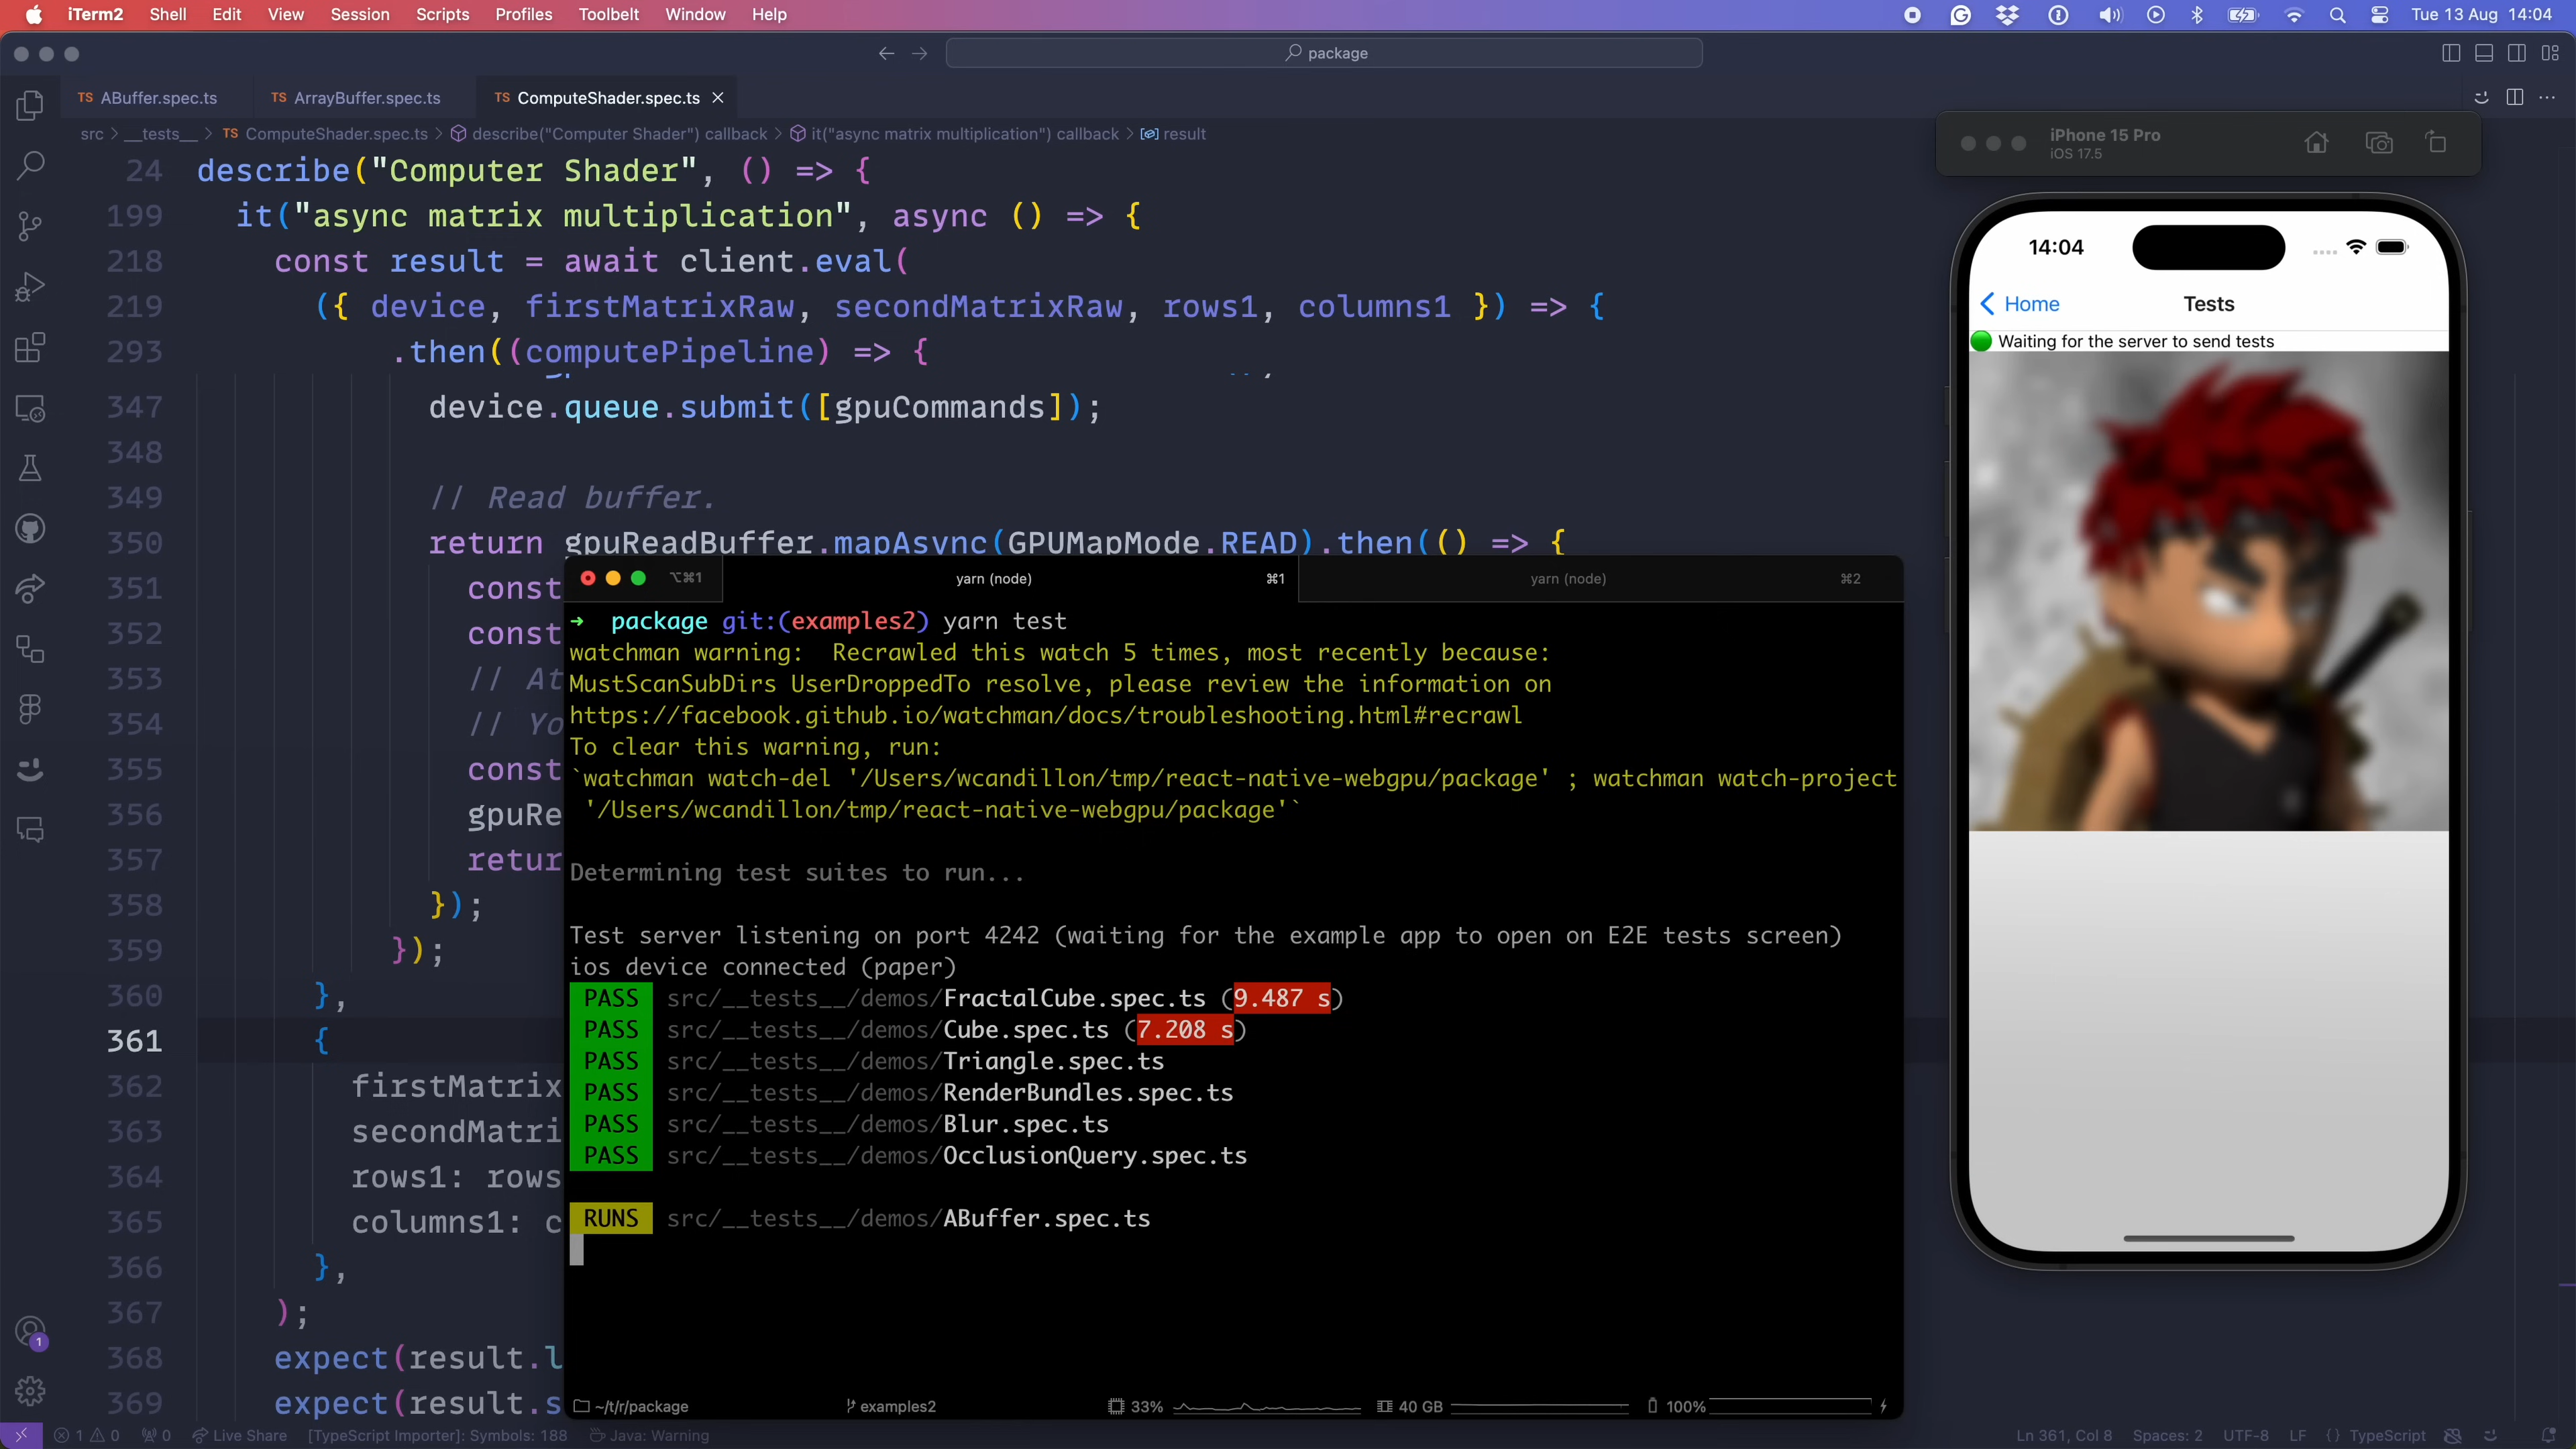 iTerm2 Shell Edit View Session Scripts Profiles Toolbelt Window Help Tue 13 Aug 14:04
package
TS ABuffer.spec.ts TS ArrayBuffer.spec.ts TS ComputeShader.spec.ts
src > __tests__ > TS ComputeShader.spec.ts > describe("Computer Shader") callback > it("async matrix multiplication") callback > result
24 describe("Computer Shader", () => {
199 it("async matrix multiplication", async () => {
218 const result = await client.eval(
219 ({ device, firstMatrixRaw, secondMatrixRaw, rows1, columns1 }) => {
293 .then((computePipeline) => {
347 device.queue.submit([gpuCommands]);
348
349 // Read buffer.
350 return gpuReadBuffer.mapAsync(GPUMapMode.READ).then(() => {
351 const
352 const
353 // At
354 // Yo
355 const
356 gpuRe
357 retur
358 });
359 });
360 },
361 {
362 firstMatrix
363 secondMatri
364 rows1: rows
365 columns1: c
366 },
367 );
368 expect(result.l
369 expect(result.s
1
⌥⌘1 yarn (node) ⌘1 yarn (node) ⌘2
→ package git:(examples2) yarn test
watchman warning:  Recrawled this watch 5 times, most recently because:
MustScanSubDirs UserDroppedTo resolve, please review the information on
https://facebook.github.io/watchman/docs/troubleshooting.html#recrawl
To clear this warning, run:
`watchman watch-del '/Users/wcandillon/tmp/react-native-webgpu/package' ; watchman watch-project
'/Users/wcandillon/tmp/react-native-webgpu/package'`
Determining test suites to run...
Test server listening on port 4242 (waiting for the example app to open on E2E tests screen)
ios device connected (paper)
PASS src/__tests__/demos/FractalCube.spec.ts (9.487 s)
PASS src/__tests__/demos/Cube.spec.ts (7.208 s)
PASS src/__tests__/demos/Triangle.spec.ts
PASS src/__tests__/demos/RenderBundles.spec.ts
PASS src/__tests__/demos/Blur.spec.ts
PASS src/__tests__/demos/OcclusionQuery.spec.ts
RUNS src/__tests__/demos/ABuffer.spec.ts
~/t/r/package examples2 33% 40 GB 100%
iPhone 15 Pro
iOS 17.5
14:04
Home Tests
Waiting for the server to send tests
1 0 0 Live Share [TypeScript Importer]: Symbols: 188 Java: Warning Ln 361, Col 8 Spaces: 2 UTF-8 LF {} TypeScript